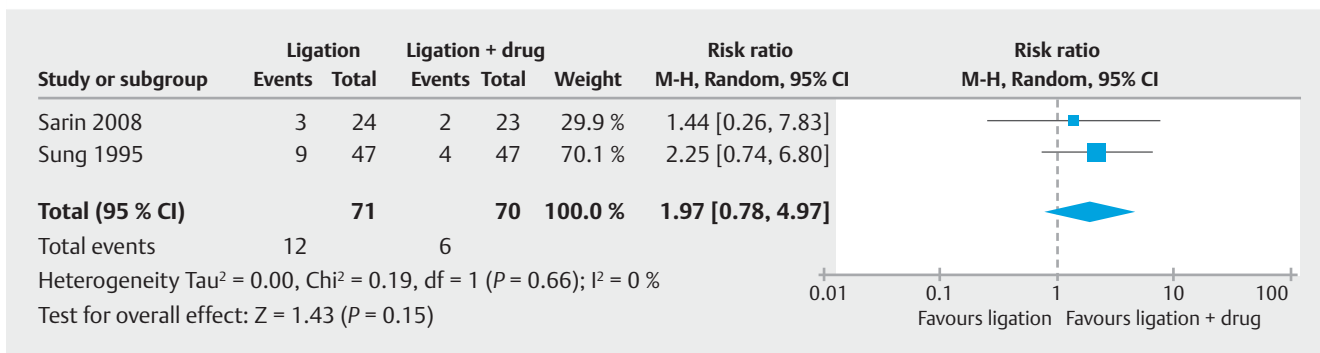 Ligation Ligation + drug Risk ratio Risk ratio
Study or subgroup Events Total Events Total Weight M-H, Random, 95% CI M-H, Random, 95% CI
Sarin 2008 3 24 2 23 29.9 % 1.44 [0.26, 7.83]
Sung 1995 9 47 4 47 70.1 % 2.25 [0.74, 6.80]
Total (95 % CI) 71 70 100.0 % 1.97 [0.78, 4.97]
Total events 12 6
Heterogeneity Tau² = 0.00, Chi² = 0.19, df = 1 (P = 0.66); I² = 0 %
Test for overall effect: Z = 1.43 (P = 0.15)
0.01 0.1 1 10 100
Favours ligation Favours ligation + drug